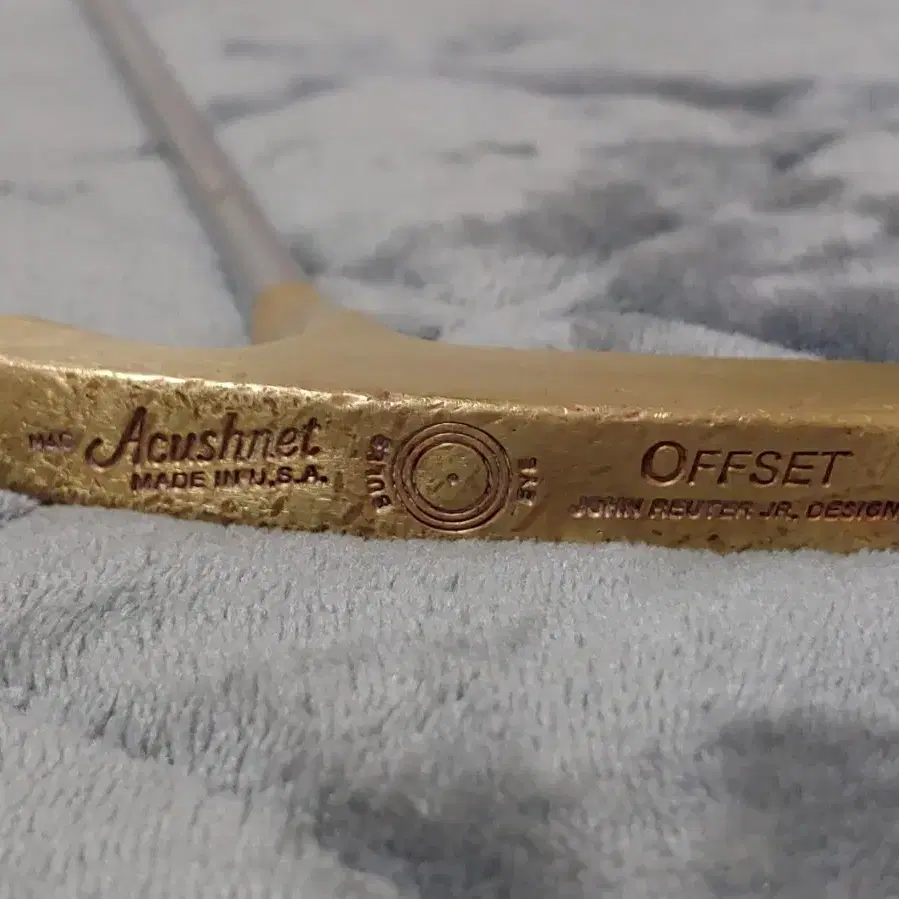 Acushnet
MADE IN U.S.A.
BULLS EYE
OFFSET
JOHN REUTER JR. DESIGN